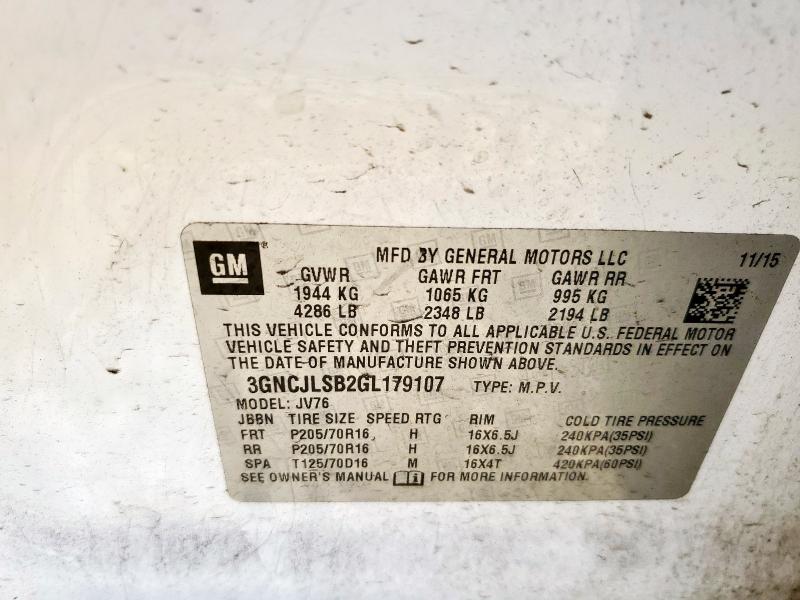 GM® MFD BY GENERAL MOTORS LLC 11/15
GVWR GAWR FRT GAWR RR
1944 KG 1065 KG 995 KG
4286 LB 2348 LB 2194 LB
THIS VEHICLE CONFORMS TO ALL APPLICABLE U.S. FEDERAL MOTOR
VEHICLE SAFETY AND THEFT PREVENTION STANDARDS IN EFFECT ON
THE DATE OF MANUFACTURE SHOWN ABOVE.
3GNCJLSB2GL179107 TYPE: M.P.V.
MODEL: JV76
JBBN TIRE SIZE SPEED RTG RIM COLD TIRE PRESSURE
FRT P205/70R16 H 16X6.5J 240KPA(35PSI)
RR P205/70R16 H 16X6.5J 240KPA(35PSI)
SPA T125/70D16 M 16X4T 420KPA(60PSI)
SEE OWNER'S MANUAL FOR MORE INFORMATION.